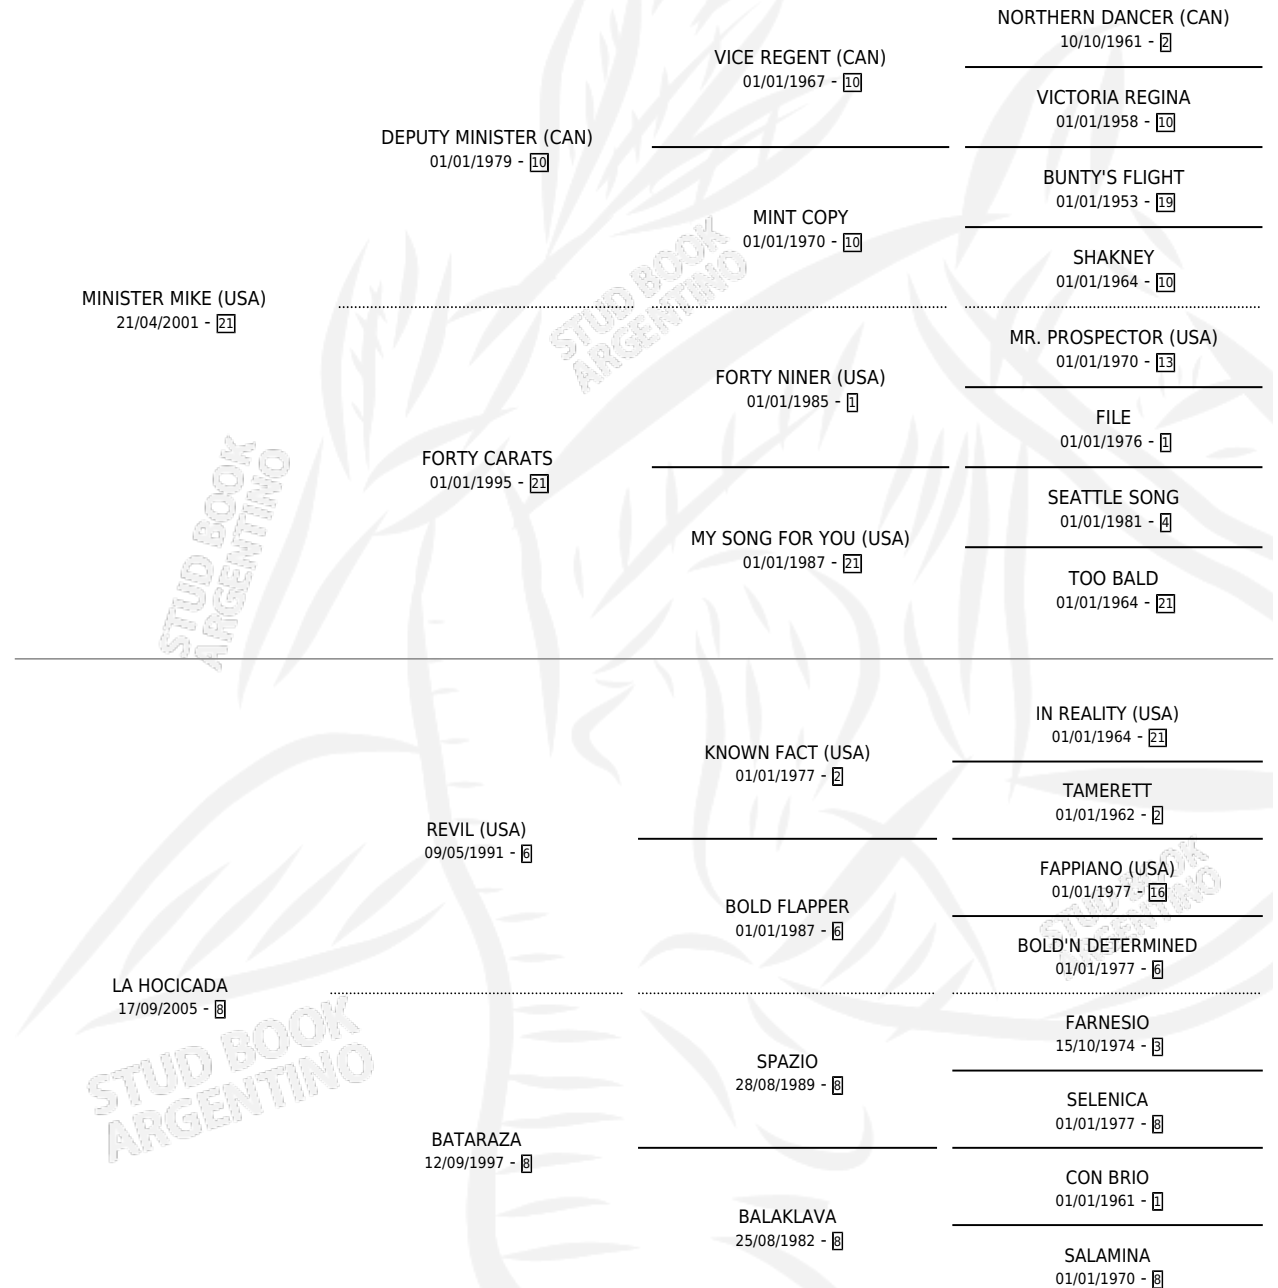 NORTHERN DANCER (CAN)
10/10/1961 - 2
VICE REGENT (CAN)
01/01/1967 - 10
VICTORIA REGINA
01/01/1958 - 10
DEPUTY MINISTER (CAN)
01/01/1979 - 10
BUNTY'S FLIGHT
01/01/1953 - 19
MINT COPY
01/01/1970 - 10
SHAKNEY
01/01/1964 - 10
MINISTER MIKE (USA)
21/04/2001 - 21
MR. PROSPECTOR (USA)
01/01/1970 - 13
FORTY NINER (USA)
01/01/1985 - 1
FILE
01/01/1976 - 1
FORTY CARATS
01/01/1995 - 21
SEATTLE SONG
01/01/1981 - 4
MY SONG FOR YOU (USA)
01/01/1987 - 21
TOO BALD
01/01/1964 - 21
IN REALITY (USA)
01/01/1964 - 21
KNOWN FACT (USA)
01/01/1977 - 2
TAMERETT
01/01/1962 - 2
REVIL (USA)
09/05/1991 - 6
FAPPIANO (USA)
01/01/1977 - 16
BOLD FLAPPER
01/01/1987 - 6
BOLD'N DETERMINED
01/01/1977 - 6
LA HOCICADA
17/09/2005 - 8
FARNESIO
15/10/1974 - 3
SPAZIO
28/08/1989 - 8
SELENICA
01/01/1977 - 8
BATARAZA
12/09/1997 - 8
CON BRIO
01/01/1961 - 1
BALAKLAVA
25/08/1982 - 8
SALAMINA
01/01/1970 - 8
STUD BOOK
ARGENTINO
STUD BOOK
ARGENTINO
STUD BOOK
ARGENTINO
STUD BOOK
ARGENTINO